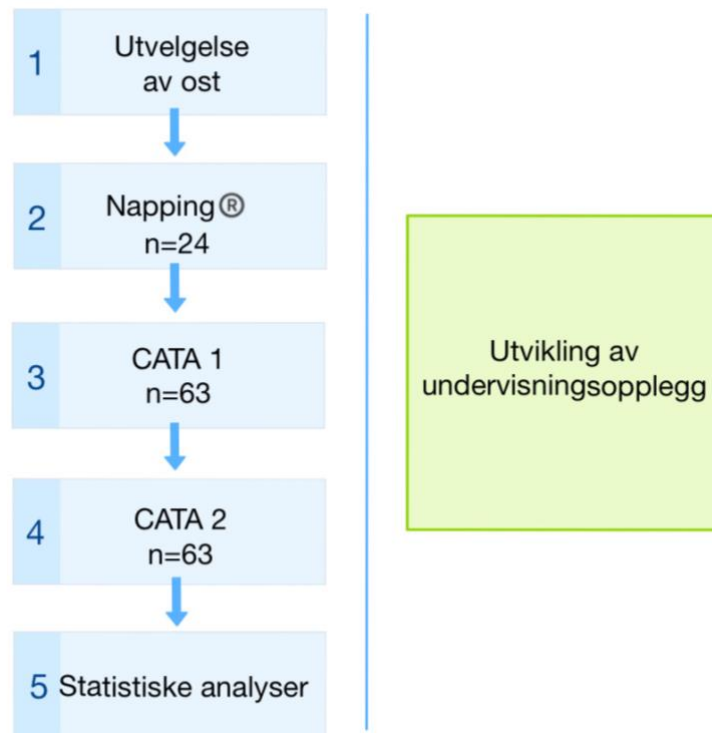 1
Utvelgelse
av ost
2
Napping®
n=24
3
CATA 1
n=63
4
CATA 2
n=63
5 Statistiske analyser
Utvikling av
undervisningsopplegg